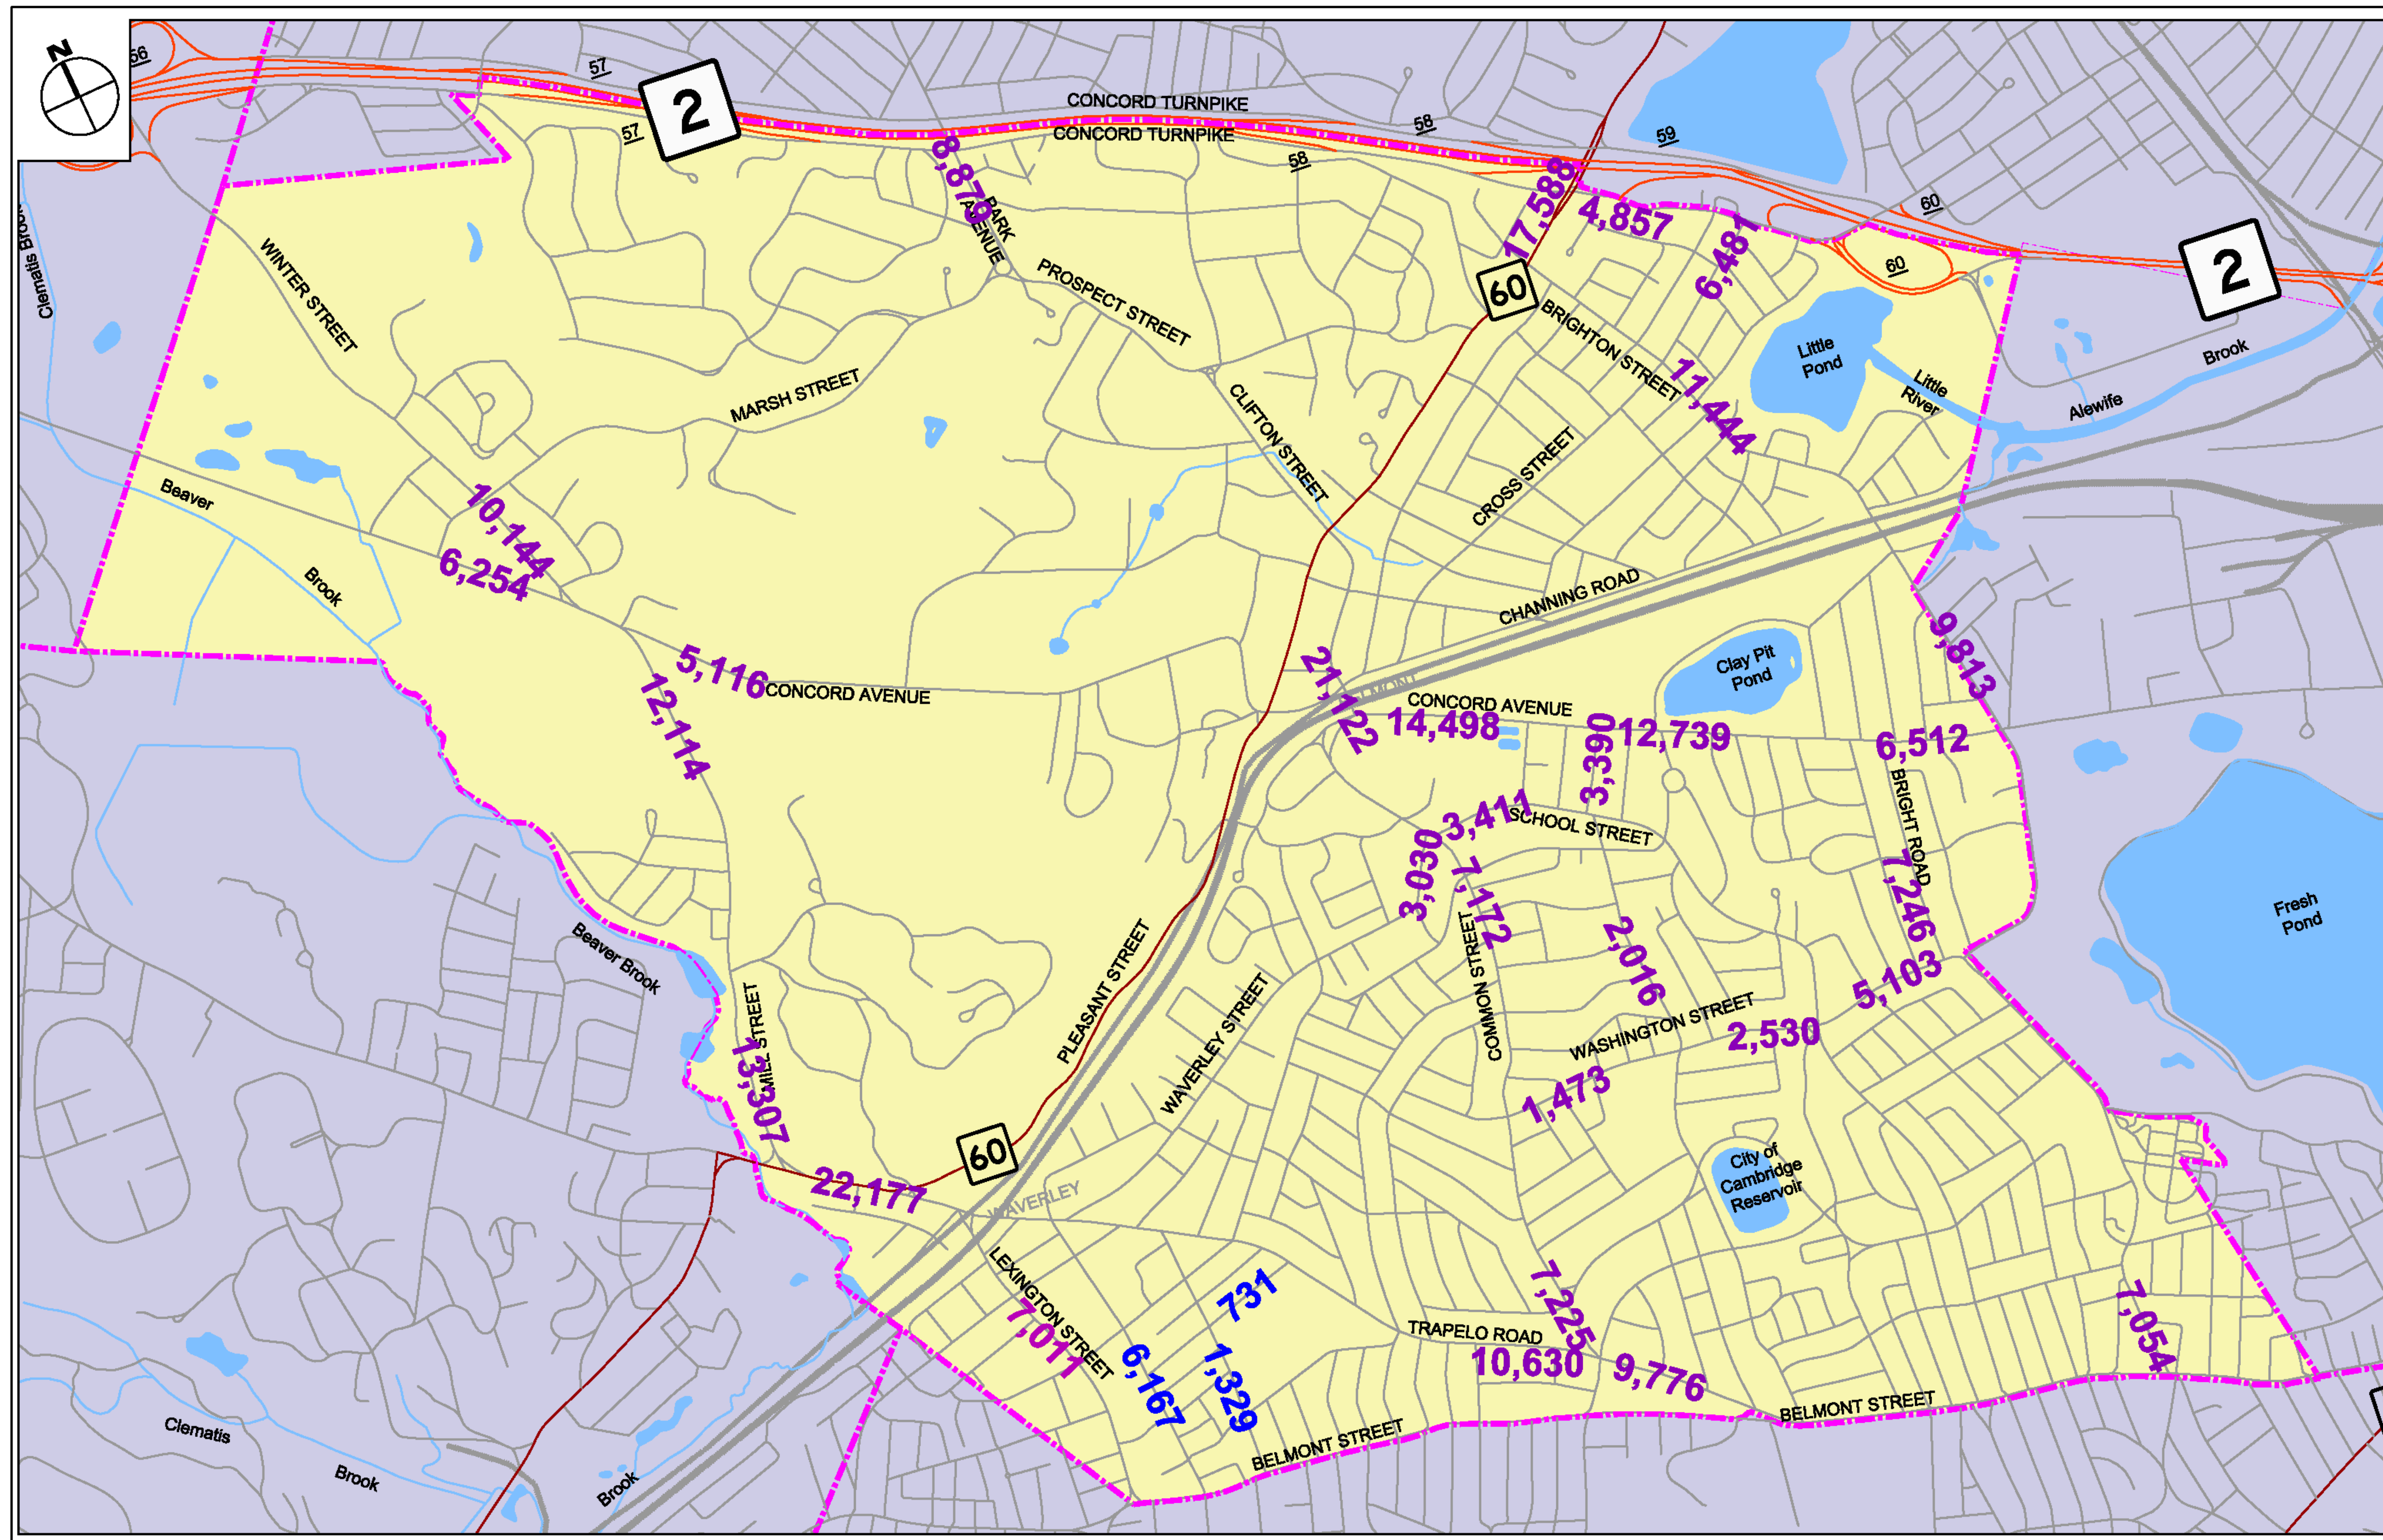 N
56
57
2
57
CONCORD TURNPIKE
CONCORD TURNPIKE
58
58
59
60
60
2
8,879
PARK
AVENUE
17,588
4,857
6,481
60
Clematis Brook
WINTER STREET
PROSPECT STREET
BRIGHTON STREET
Little
Pond
Little
River
Brook
Alewife
MARSH STREET
CLIFTON STREET
11,444
CROSS STREET
Beaver
Brook
10,144
6,254
CHANNING ROAD
5,116
CONCORD AVENUE
12,114
21,122
CONCORD AVENUE
14,498
3,390
12,739
Clay Pit
Pond
9,813
6,512
BRIGHT ROAD
3,411
SCHOOL STREET
3,030
7,172
7,246
Fresh
Pond
Beaver Brook
PLEASANT STREET
WAVERLEY STREET
COMMON STREET
2,016
5,103
WASHINGTON STREET
2,530
1,473
MILL STREET
13,307
60
22,177
WAVERLEY
City of
Cambridge
Reservoir
LEXINGTON STREET
7,011
731
6,167
1,329
7,225
TRAPELO ROAD
10,630
9,776
7,054
BELMONT STREET
BELMONT STREET
Clematis
Brook
Brook